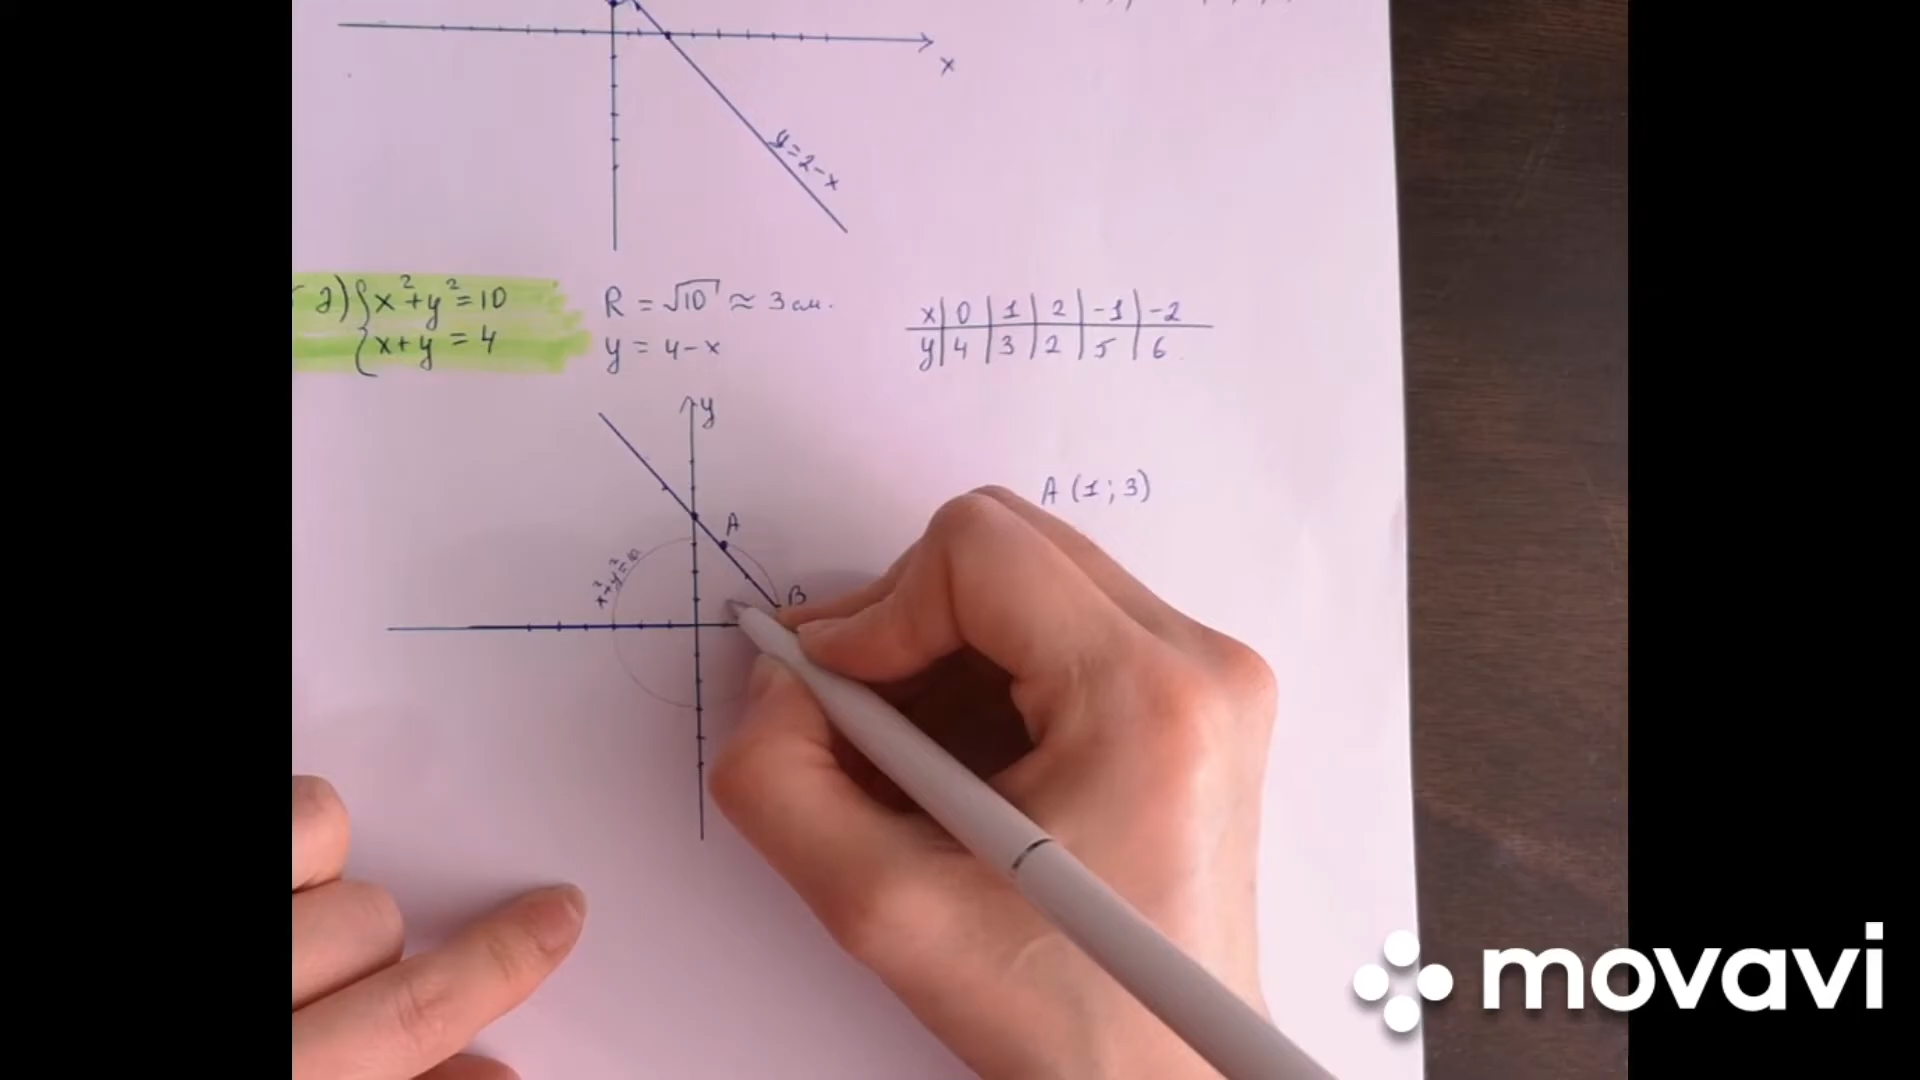 x
y=2-x
2) { x²+y²=10
x+y=4
R = √10 ≈ 3 см.
y = 4-x
x | 0 | 1 | 2 | -1 | -2
y | 4 | 3 | 2 | 5 | 6
y
A
B
x²+y²=10
A (1; 3)
movavi